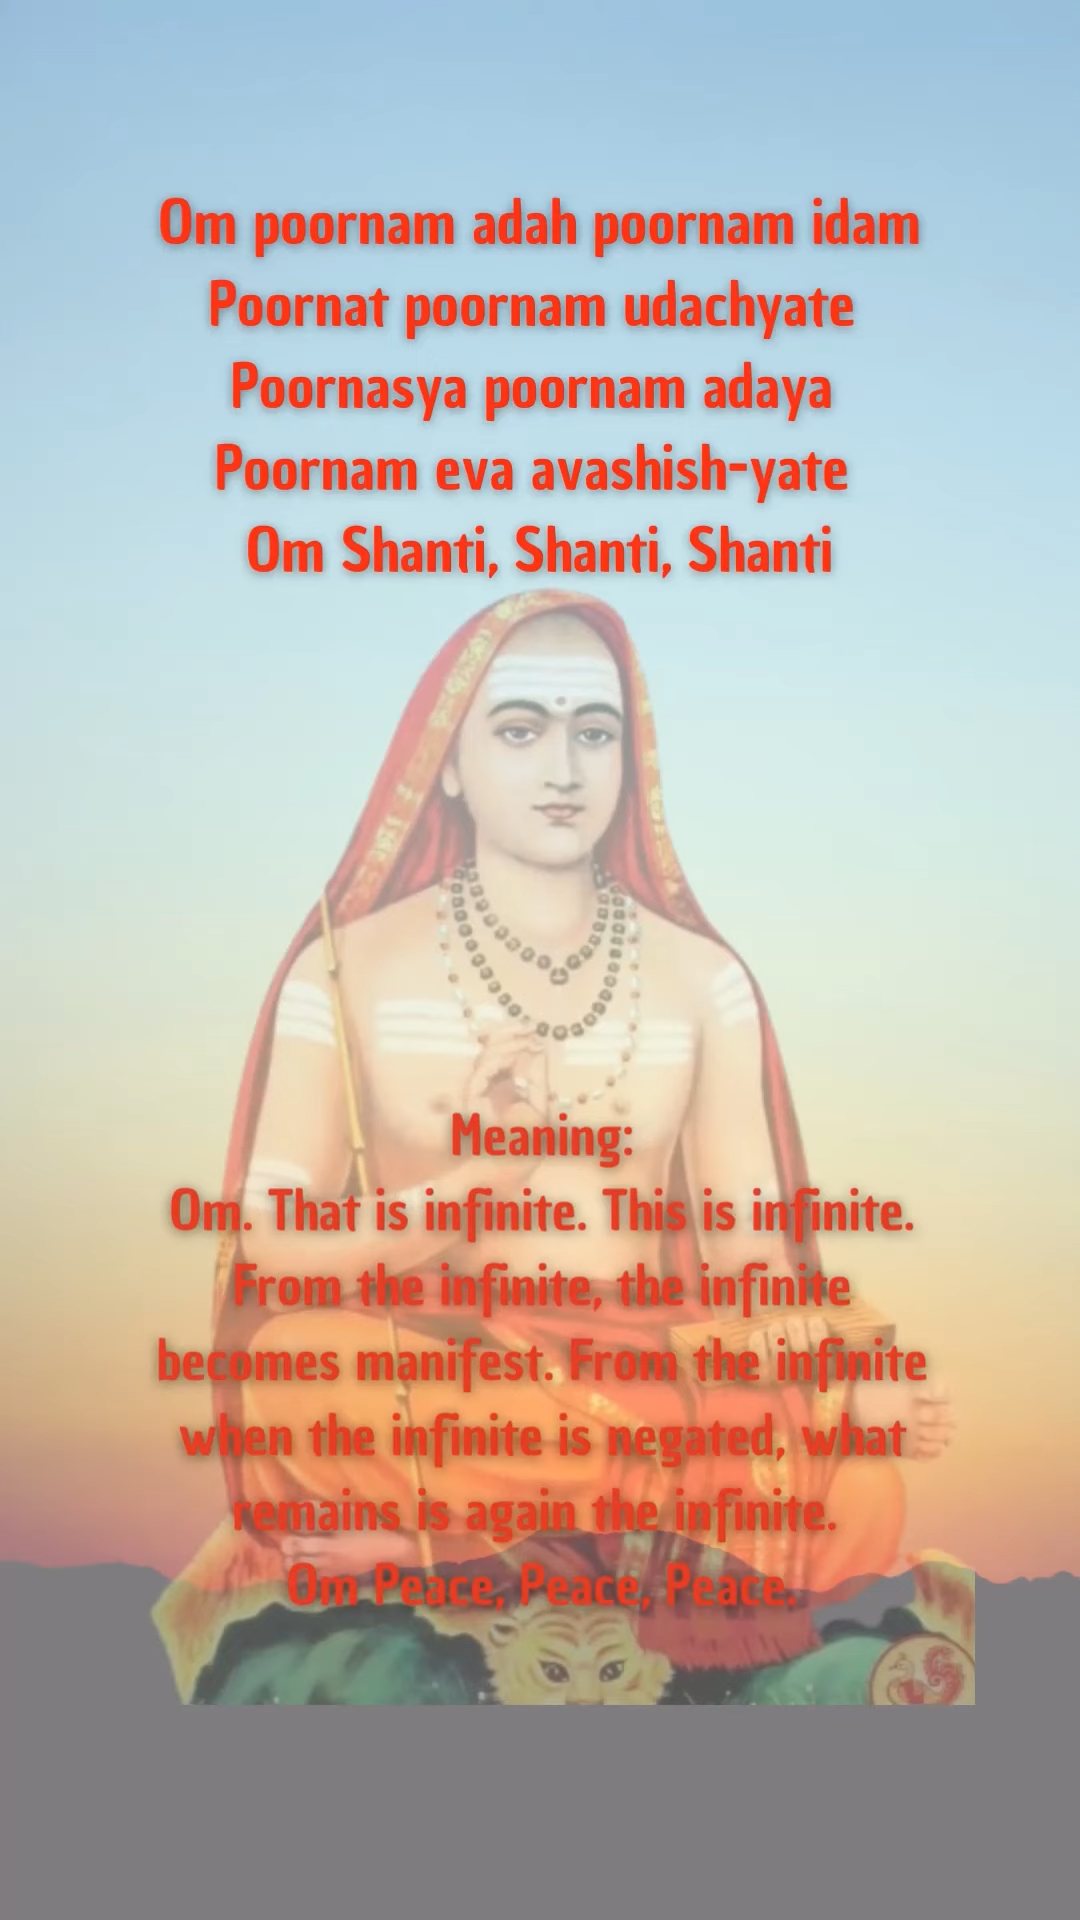 Om poornam adah poornam idam
Poornat poornam udachyate
Poornasya poornam adaya
Poornam eva avashish-yate
Om Shanti, Shanti, Shanti
Meaning:
Om. That is infinite. This is infinite.
From the infinite, the infinite
becomes manifest. From the infinite
when the infinite is negated, what
remains is again the infinite.
Om Peace, Peace, Peace.